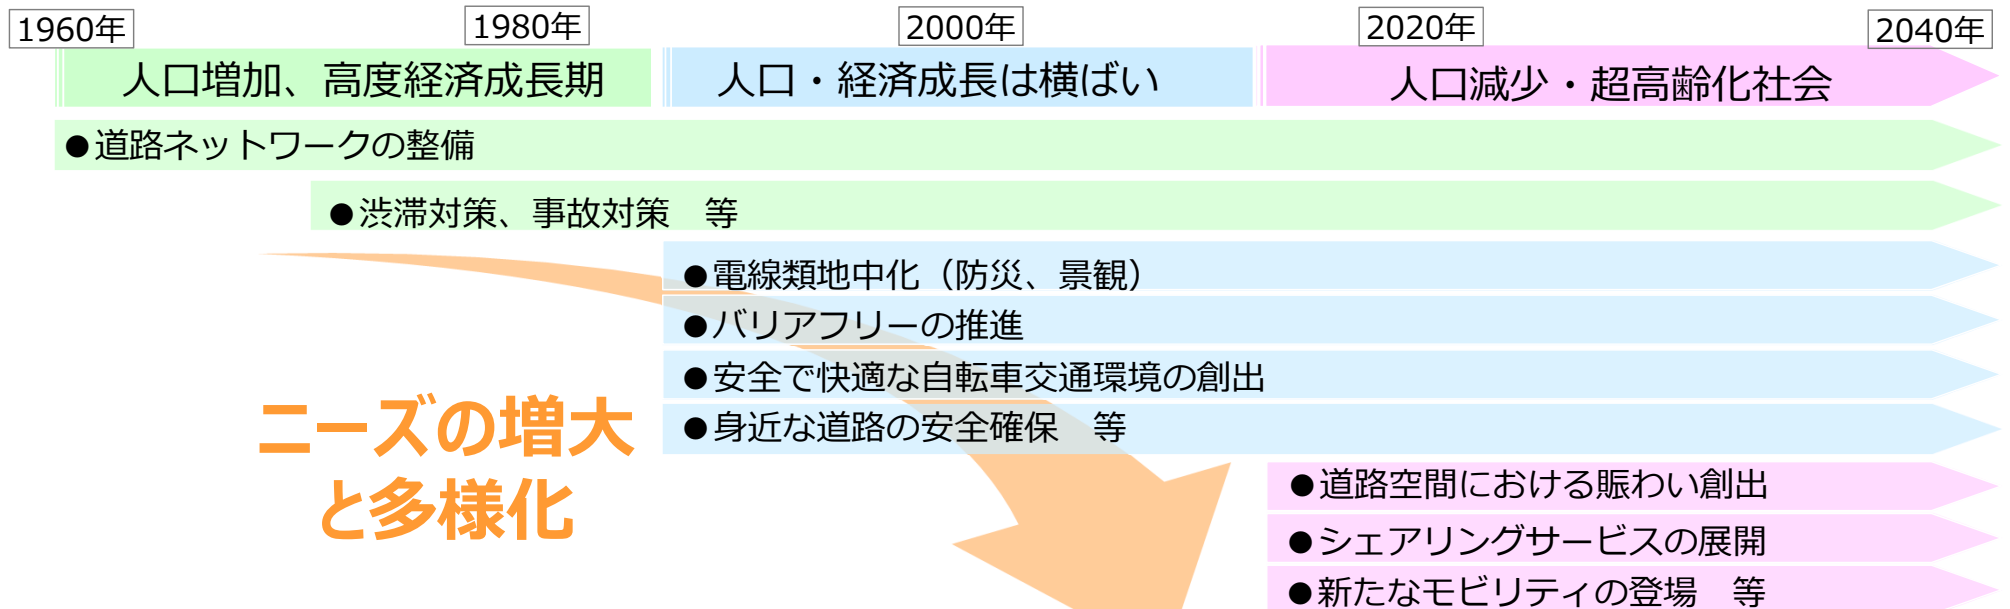 1960年
1980年
2000年
2020年
2040年
人口増加、高度経済成長期
人口・経済成長は横ばい
人口減少・超高齢化社会
●道路ネットワークの整備
●渋滞対策、事故対策　等
●電線類地中化（防災、景観）
●バリアフリーの推進
●安全で快適な自転車交通環境の創出
●身近な道路の安全確保　等
ニーズの増大
と多様化
●道路空間における賑わい創出
●シェアリングサービスの展開
●新たなモビリティの登場　等